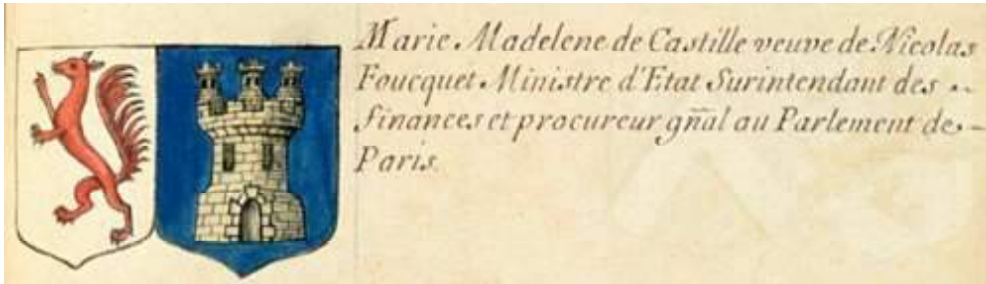 Marie Madelene de Castille veuve de Nicolas
Foucquet Ministre d'Etat Surintendant des
finances et procureur gñal au Parlement de
Paris.